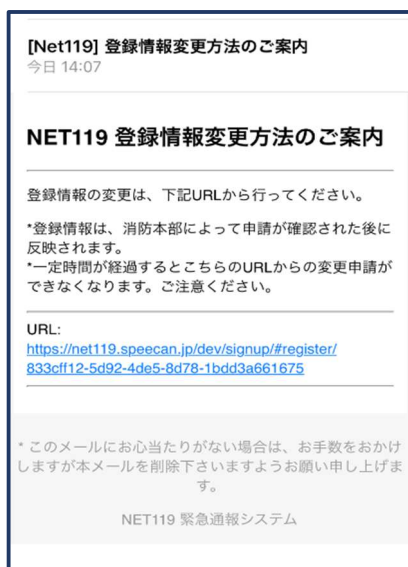 [Net119] 登録情報変更方法のご案内
今日 14:07
NET119 登録情報変更方法のご案内
登録情報の変更は、下記URLから行ってください。
*登録情報は、消防本部によって申請が確認された後に
反映されます。
*一定時間が経過するとこちらのURLからの変更申請が
できなくなります。ご注意ください。
URL:
https://net119.speecan.jp/dev/signup/#register/
833cff12-5d92-4de5-8d78-1bdd3a661675
* このメールにお心当たりがない場合は、お手数をおかけ
しますが本メールを削除下さいますようお願い申し上げま
す。
NET119 緊急通報システム